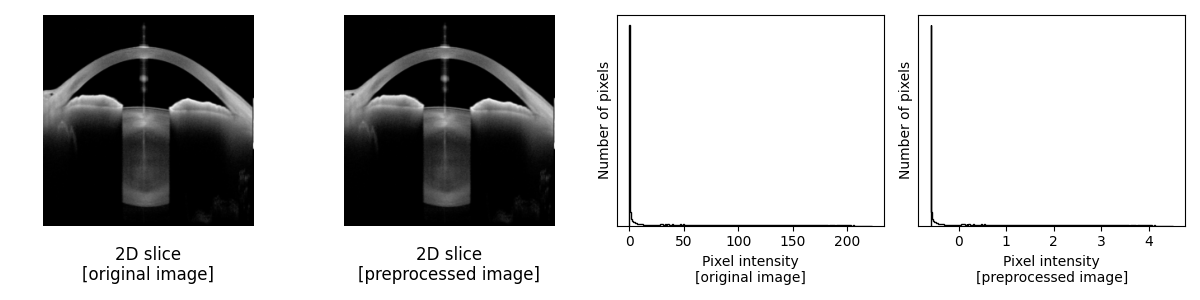 2D slice
[original image]
2D slice
[preprocessed image]
Number of pixels
0
50
100
150
200
Pixel intensity
[original image]
Number of pixels
0
1
2
3
4
Pixel intensity
[preprocessed image]